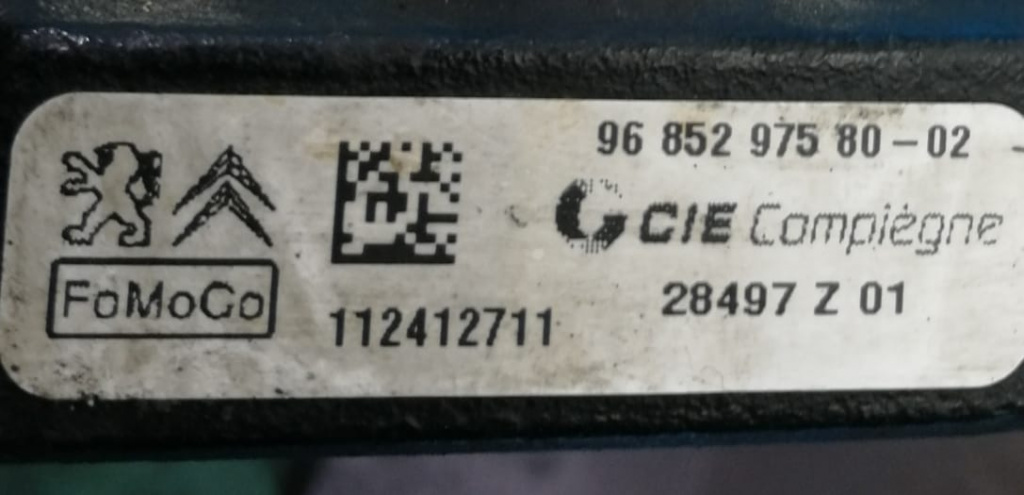 96 852 975 80-02
CIE Compiègne
FoMoCo
112412711
28497 Z 01